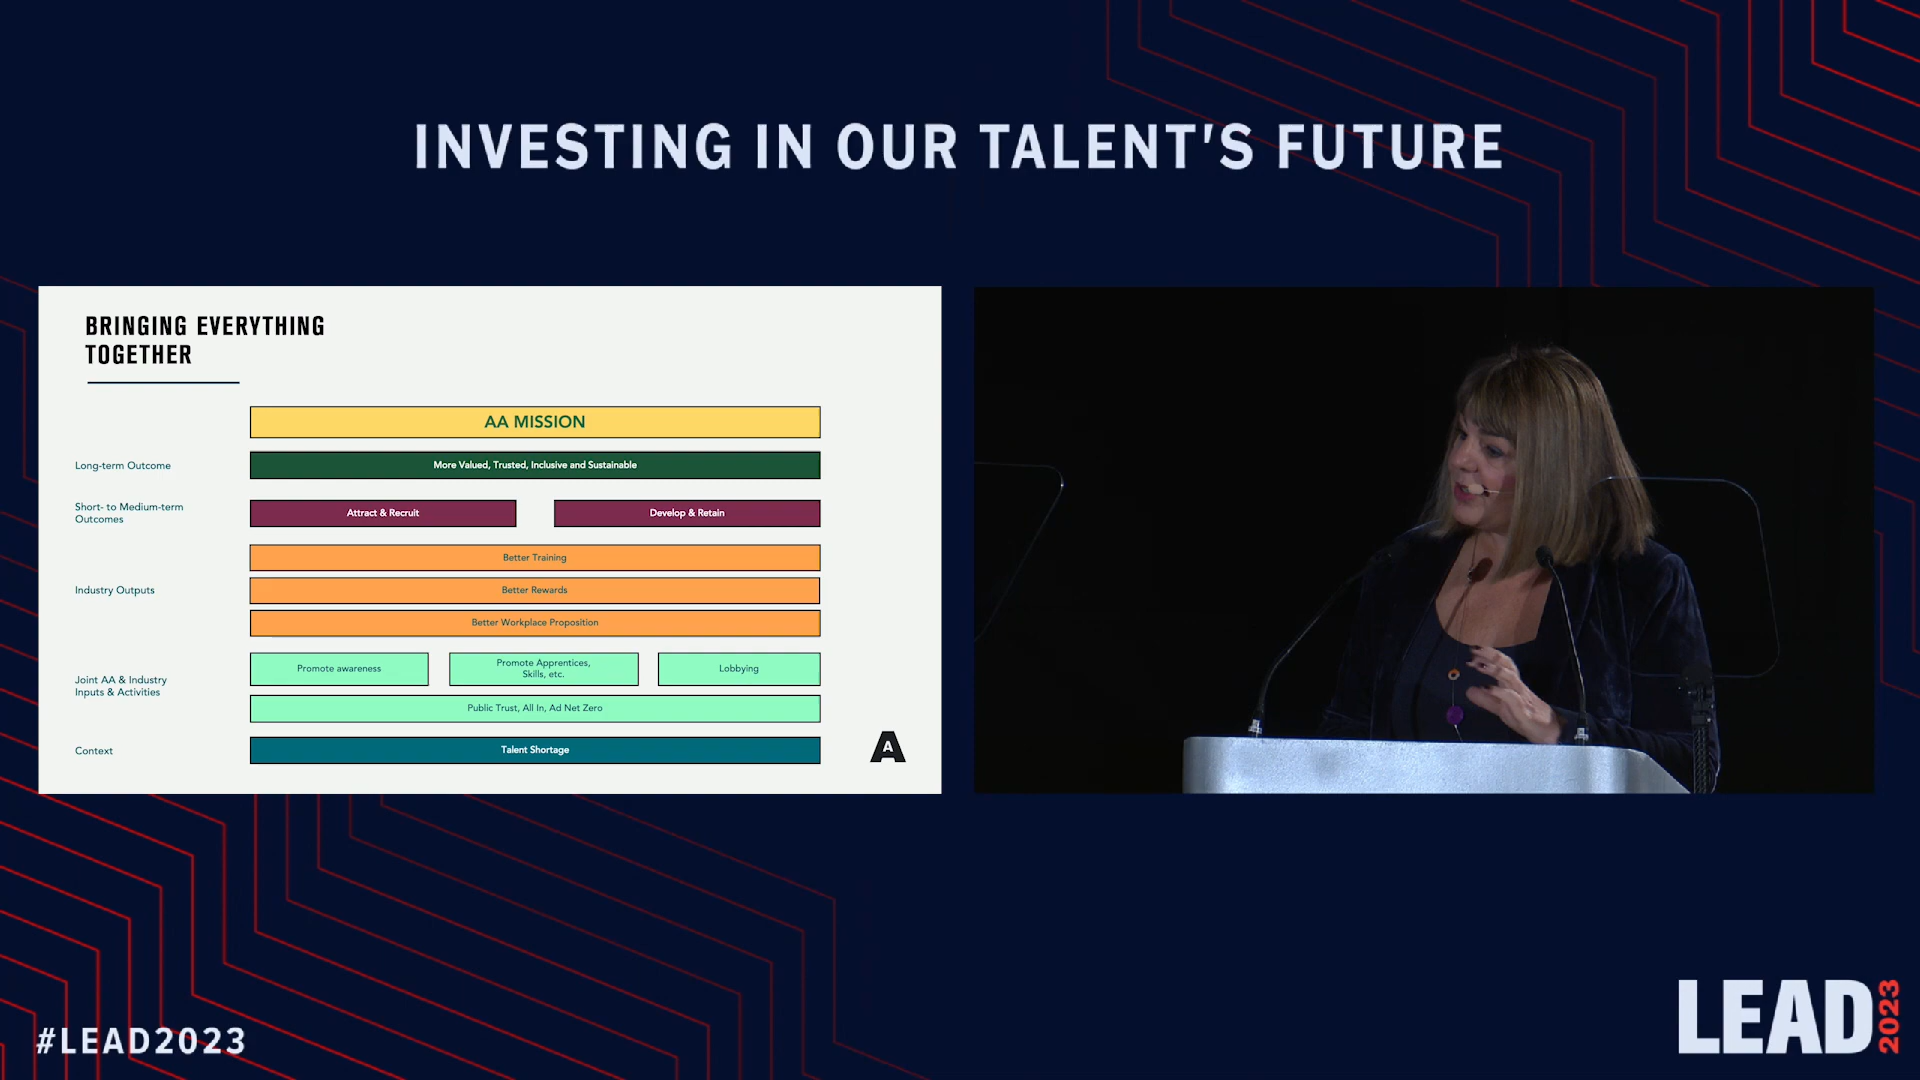 INVESTING IN OUR TALENT'S FUTURE
BRINGING EVERYTHING
TOGETHER
AA MISSION
Long-term Outcome
More Valued, Trusted, Inclusive and Sustainable
Short- to Medium-term
Outcomes
Attract & Recruit
Develop & Retain
Better Training
Industry Outputs
Better Rewards
Better Workplace Proposition
Joint AA & Industry
Inputs & Activities
Promote awareness
Promote Apprentices,
Skills, etc.
Lobbying
Public Trust, All In, Ad Net Zero
Context
Talent Shortage
A
#LEAD2023
LEAD
2023